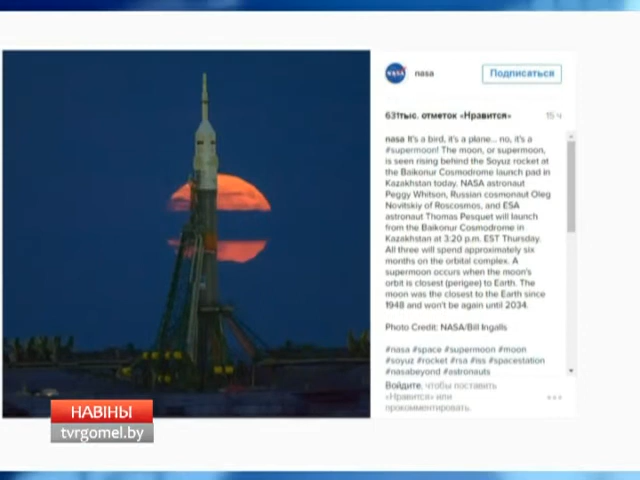 NASA
nasa
Подписаться
631тыс. отметок «Нравится»
15 ч
nasa It's a bird, it's a plane... no, it's a
#supermoon! The moon, or supermoon,
is seen rising behind the Soyuz rocket at
the Baikonur Cosmodrome launch pad in
Kazakhstan today. NASA astronaut
Peggy Whitson, Russian cosmonaut Oleg
Novitskiy of Roscosmos, and ESA
astronaut Thomas Pesquet will launch
from the Baikonur Cosmodrome in
Kazakhstan at 3:20 p.m. EST Thursday.
All three will spend approximately six
months on the orbital complex. A
supermoon occurs when the moon's
orbit is closest (perigee) to Earth. The
moon was the closest to the Earth since
1948 and won't be again until 2034.
Photo Credit: NASA/Bill Ingalls
#nasa #space #supermoon #moon
#soyuz #rocket #rsa #iss #spacestation
#nasabeyond #astronauts
Войдите, чтобы поставить
«Нравится» или
прокомментировать.
НАВІНЫ
tvrgomel.by